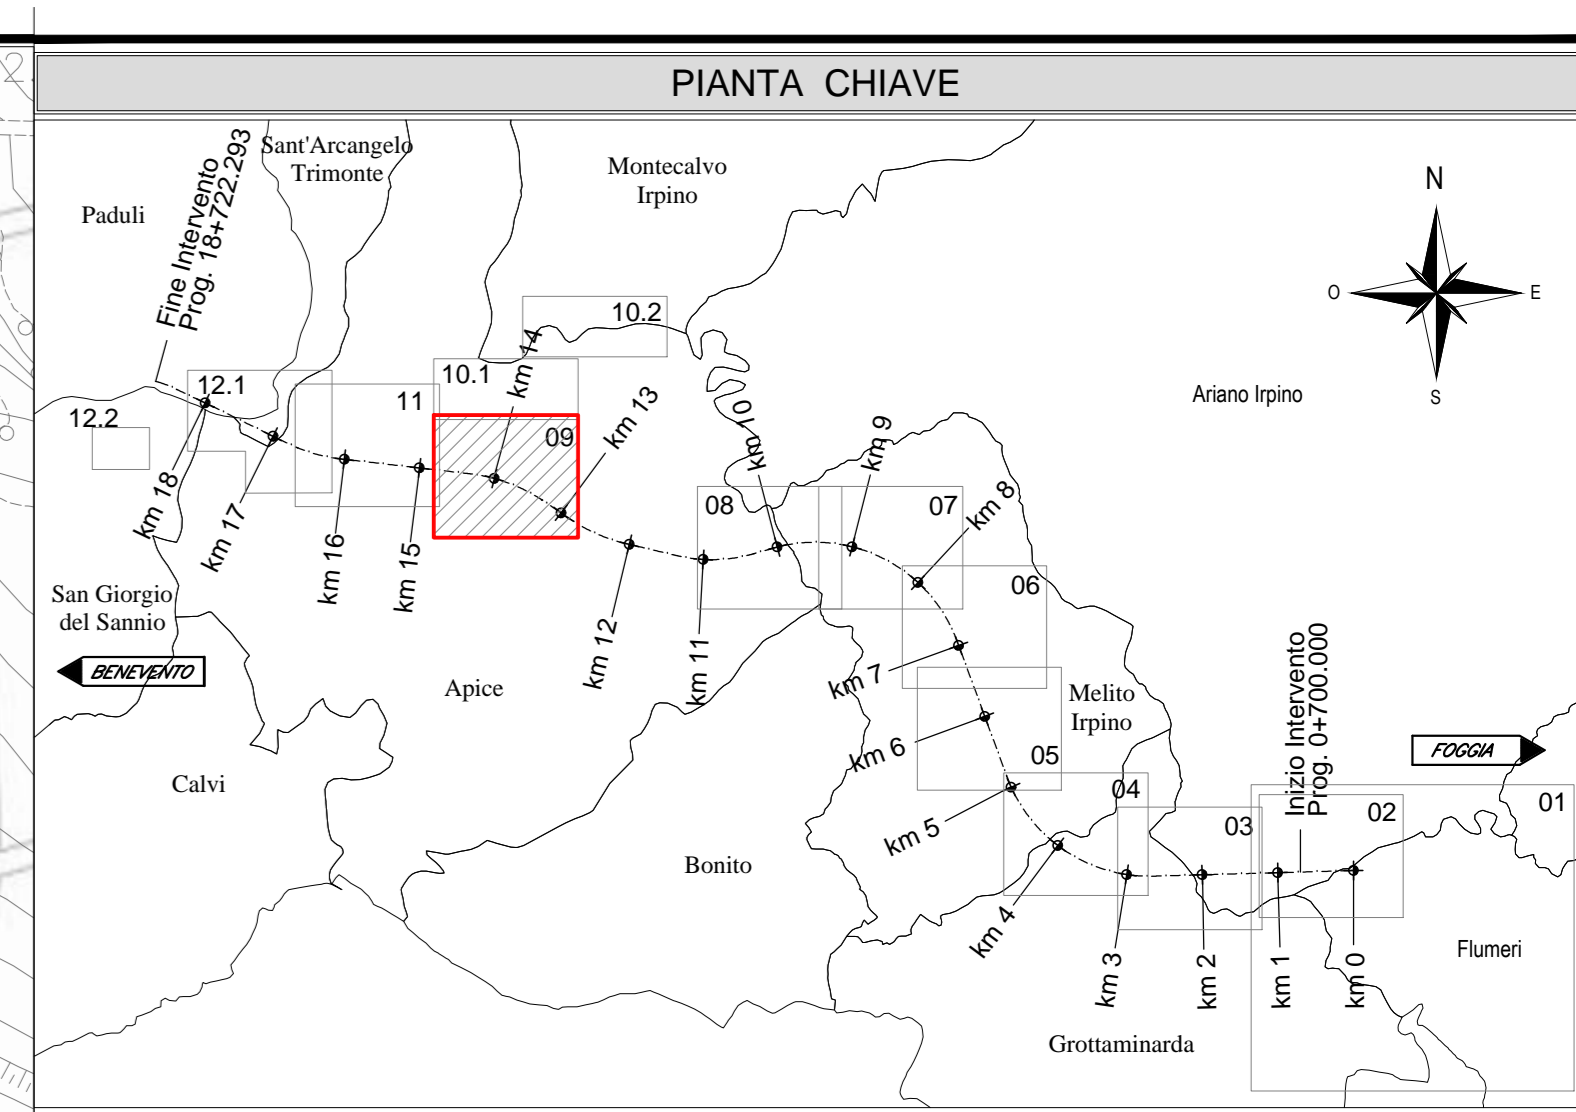 2
PIANTA CHIAVE
Sant'Arcangelo
Trimonte
Montecalvo
Irpino
Paduli
Fine Intervento
Prog. 18+722.293
N
O
E
S
10.2
10.1
km 14
12.1
12.2
11
09
km 13
Ariano Irpino
km 10
km 9
08
07
km 8
km 18
km 17
km 16
km 15
06
San Giorgio
del Sannio
BENEVENTO
km 12
km 11
Apice
km 7
Melito
Irpino
km 6
05
Inizio Intervento
Prog. 0+700.000
FOGGIA
Calvi
04
03
02
01
km 5
Bonito
km 4
km 3
km 2
km 1
km 0
Flumeri
Grottaminarda